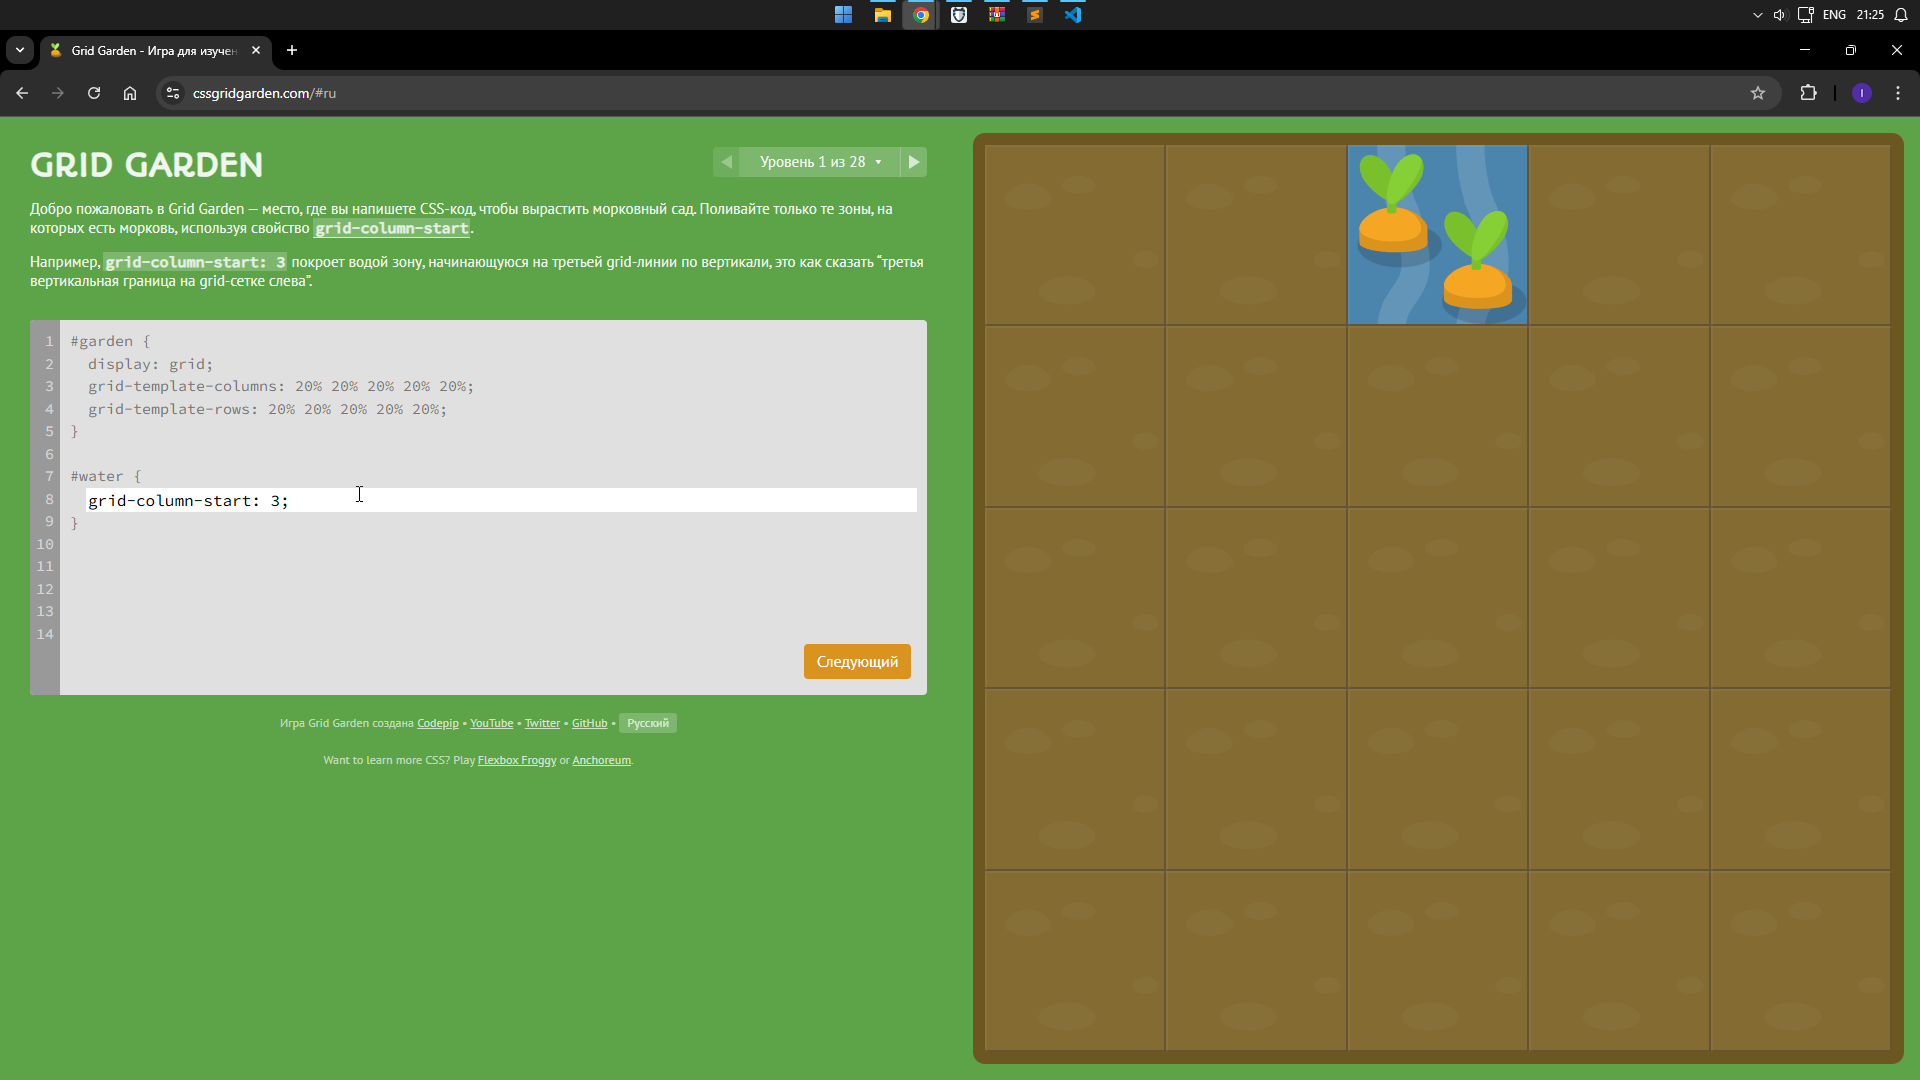 ENG 21:25
Grid Garden - Игра для изучен
cssgridgarden.com/#ru
I
GRID GARDEN
Уровень 1 из 28
Добро пожаловать в Grid Garden — место, где вы напишете CSS-код, чтобы вырастить морковный сад. Поливайте только те зоны, на
которых есть морковь, используя свойство grid-column-start.
Например, grid-column-start: 3 покроет водой зону, начинающуюся на третьей grid-линии по вертикали, это как сказать “третья
вертикальная граница на grid-сетке слева”.
1 #garden {
2 display: grid;
3 grid-template-columns: 20% 20% 20% 20% 20%;
4 grid-template-rows: 20% 20% 20% 20% 20%;
5 }
6
7 #water {
8 grid-column-start: 3;
9 }
10
11
12
13
14
Следующий
Игра Grid Garden создана Codepip • YouTube • Twitter • GitHub • Русский
Want to learn more CSS? Play Flexbox Froggy or Anchoreum.